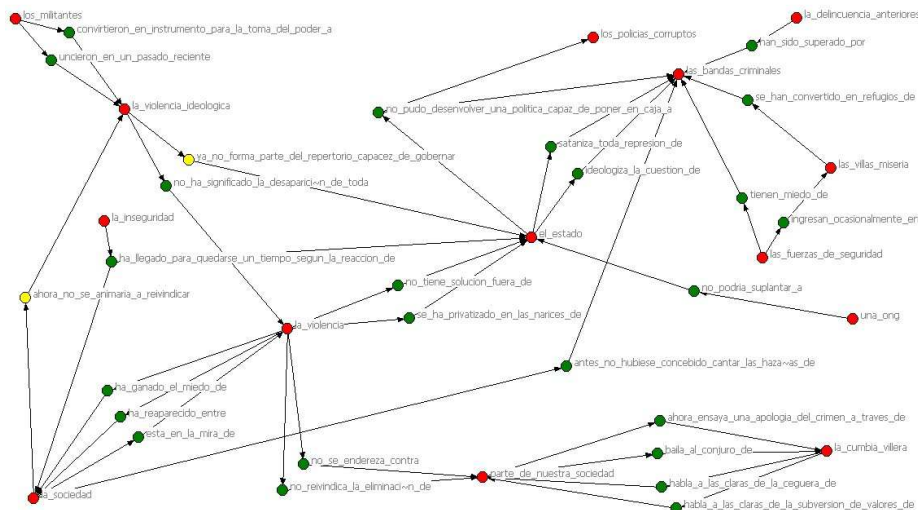 los_militantes
convirtieron_en_instrumento_para_la_toma_del_poder_a
uncieron_en_un_pasado_reciente
la_delincuencia_anteriores
los_policias_corruptos
han_sido_superado_por
las_bandas_criminales
la_violencia_ideologica
no_pudo_desenvolver_una_politica_capaz_de_poner_en_caja_a
se_han_convertido_en_refugios_de
ya_no_forma_parte_del_repertorio_capacez_de_gobernar
sataniza_toda_represion_de
las_villas_miseria
ideologiza_la_cuestion_de
no_ha_significado_la_desaparici~n_de_toda
tienen_miedo_de
la_inseguridad
ingresan_ocasionalmente_en
el_estado
ha_llegado_para_quedarse_un_tiempo_segun_la_reaccion_de
las_fuerzas_de_seguridad
no_tiene_solucion_fuera_de
no_podria_suplantar_a
ahora_no_se_animaria_a_reivindicar
se_ha_privatizado_en_las_narices_de
una_ong
la_violencia
antes_no_hubiese_concebido_cantar_las_haza~as_de
ha_ganado_el_miedo_de
ha_reaparecido_entre
ahora_ensaya_una_apologia_del_crimen_a_traves_de
esta_en_la_mira_de
baila_al_conjuro_de
la_cumbia_villera
no_se_endereza_contra
parte_de_nuestra_sociedad
habla_a_las_claras_de_la_ceguera_de
no_reivindica_la_eliminaci~n_de
la_sociedad
habla_a_las_claras_de_la_subversion_de_valores_de